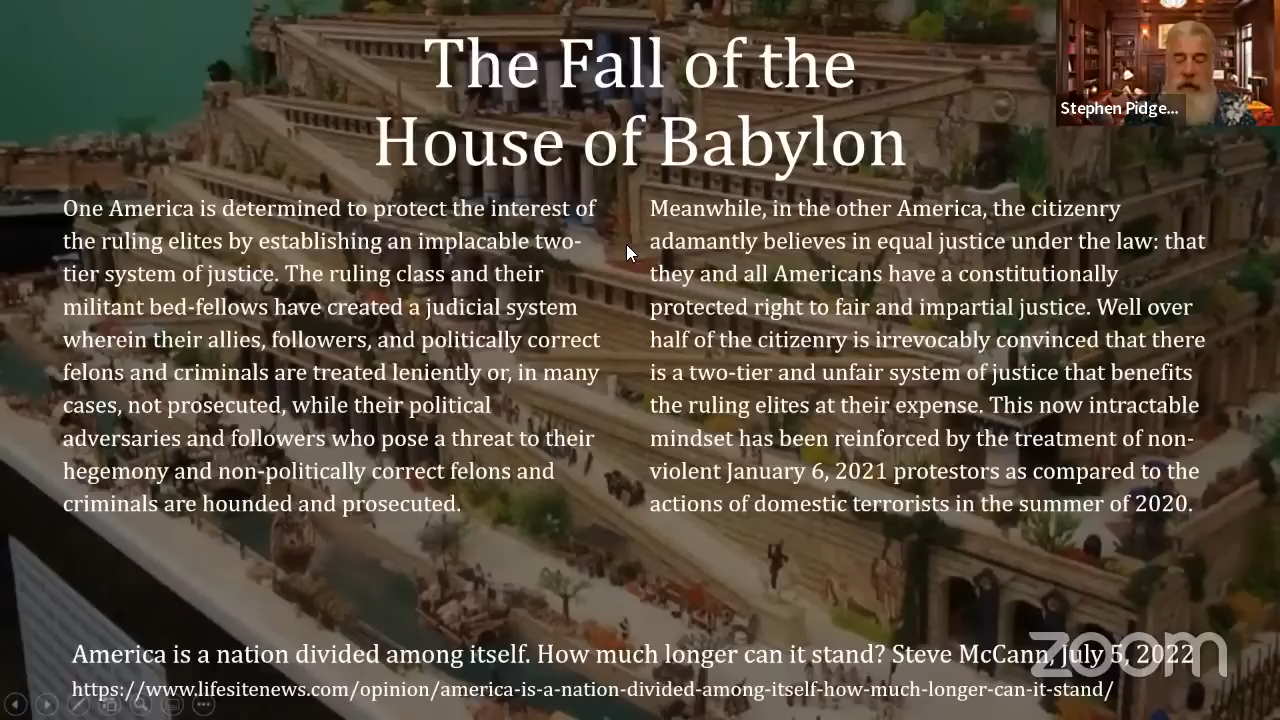 The Fall of the
House of Babylon
Stephen Pidge...
One America is determined to protect the interest of
the ruling elites by establishing an implacable two-
tier system of justice. The ruling class and their
militant bed-fellows have created a judicial system
wherein their allies, followers, and politically correct
felons and criminals are treated leniently or, in many
cases, not prosecuted, while their political
adversaries and followers who pose a threat to their
hegemony and non-politically correct felons and
criminals are hounded and prosecuted.
Meanwhile, in the other America, the citizenry
adamantly believes in equal justice under the law: that
they and all Americans have a constitutionally
protected right to fair and impartial justice. Well over
half of the citizenry is irrevocably convinced that there
is a two-tier and unfair system of justice that benefits
the ruling elites at their expense. This now intractable
mindset has been reinforced by the treatment of non-
violent January 6, 2021 protestors as compared to the
actions of domestic terrorists in the summer of 2020.
America is a nation divided among itself. How much longer can it stand? Steve McCann, July 5, 2022
https://www.lifesitenews.com/opinion/america-is-a-nation-divided-among-itself-how-much-longer-can-it-stand/
zoom